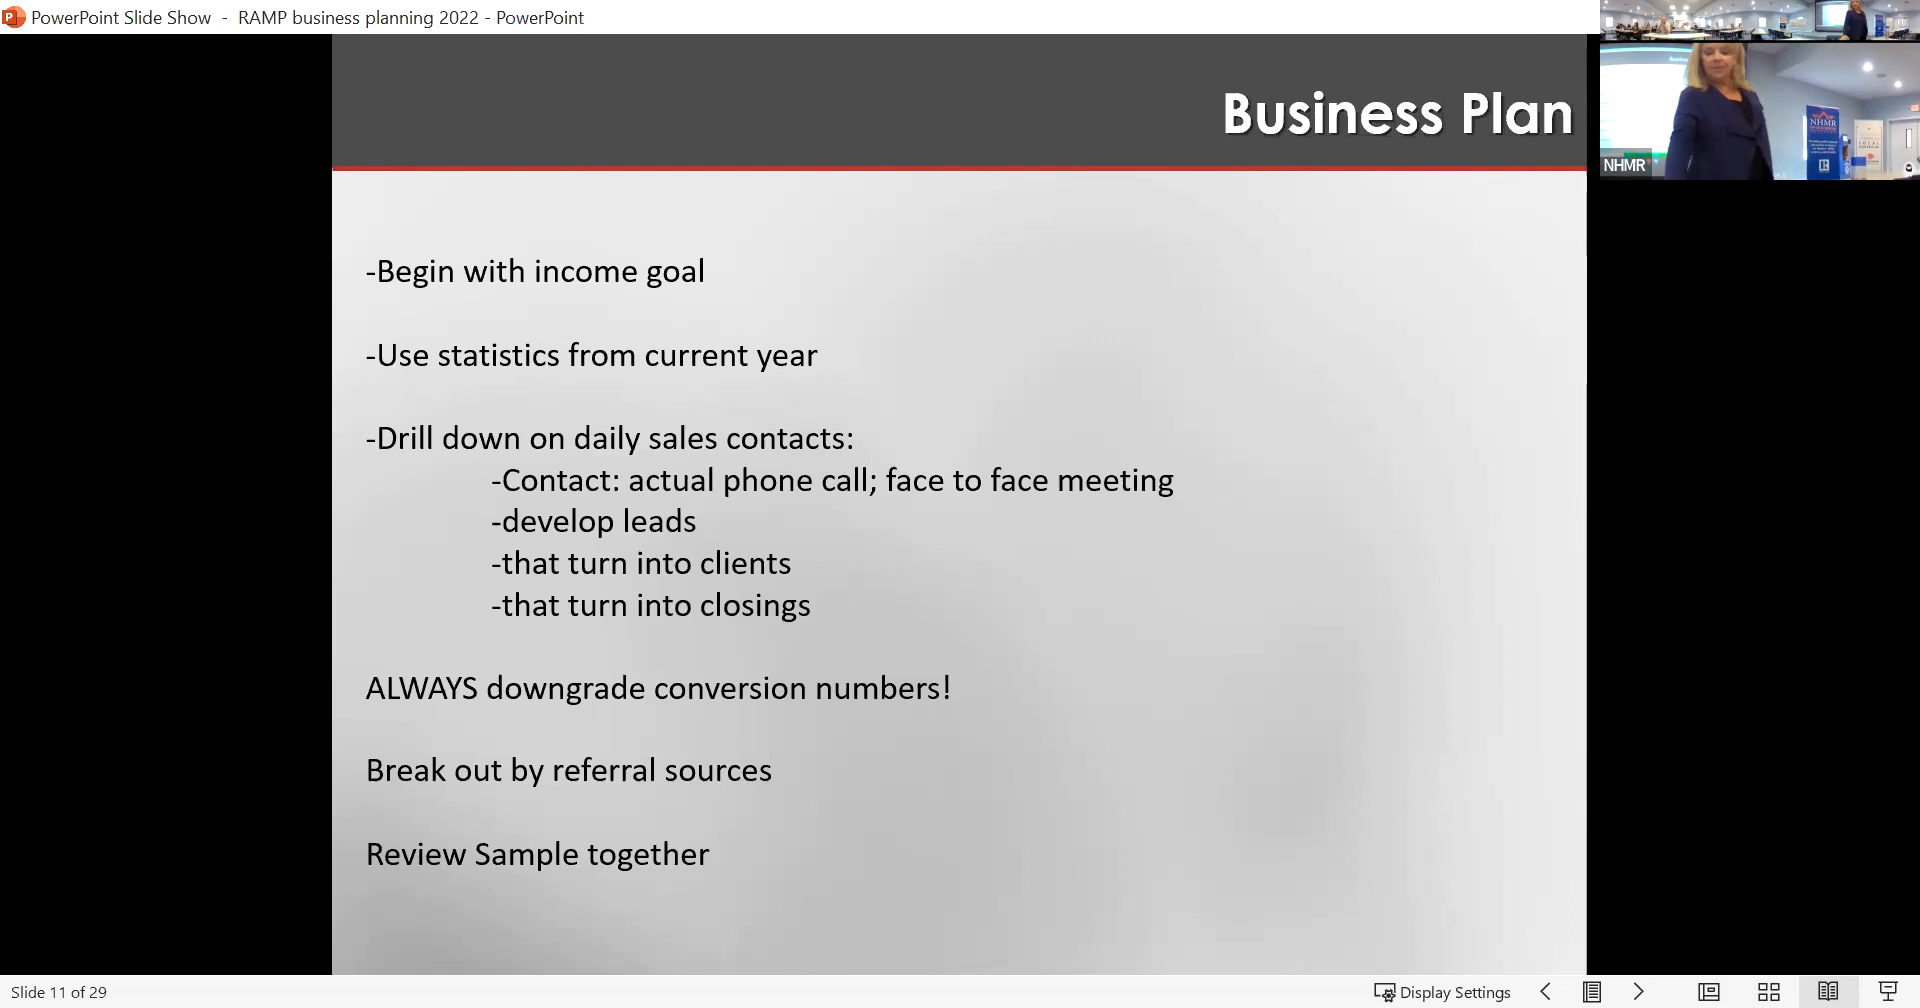 PowerPoint Slide Show - RAMP business planning 2022 - PowerPoint
Business Plan
NHMR
NHMR
-Begin with income goal
-Use statistics from current year
-Drill down on daily sales contacts:
-Contact: actual phone call; face to face meeting
-develop leads
-that turn into clients
-that turn into closings
ALWAYS downgrade conversion numbers!
Break out by referral sources
Review Sample together
Slide 11 of 29
Display Settings